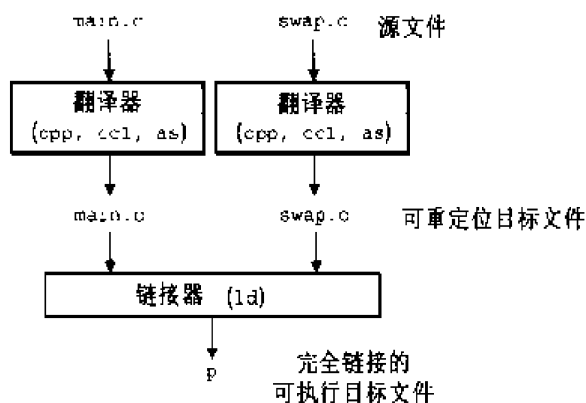 main.c swap.c 源文件
翻译器 翻译器
(cpp, cc1, as) (cpp, cc1, as)
main.o swap.o 可重定位目标文件
链接器 (ld)
p 完全链接的
可执行目标文件